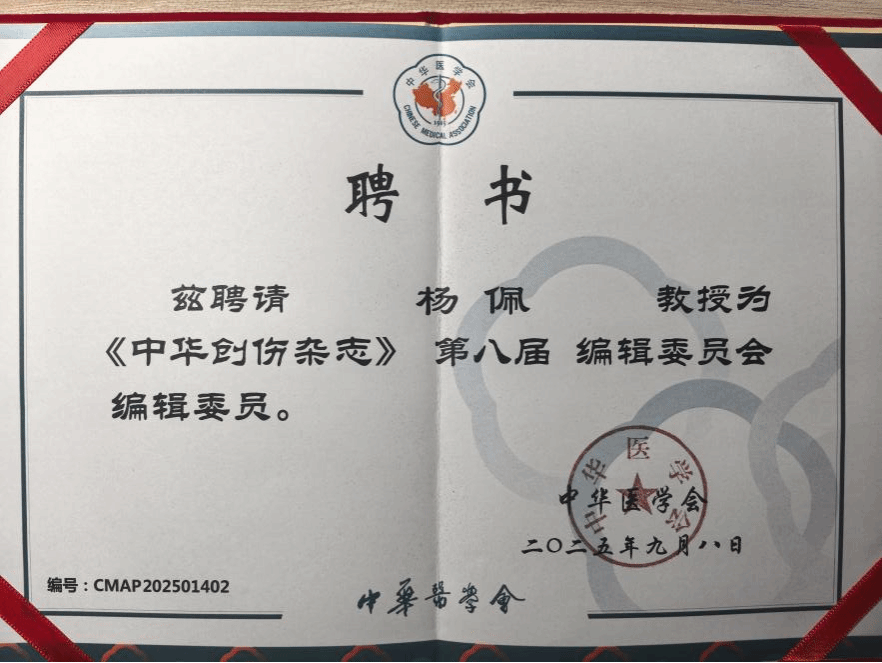 中华医学会
CHINESE MEDICAL ASSOCIATION
1915
聘 书
兹聘请 杨佩 教授为
《中华创伤杂志》 第八届 编辑委员会
编辑委员。
中华医学会
中华医学会
二〇二五年九月八日
编号：CMAP202501402
中華醫學會